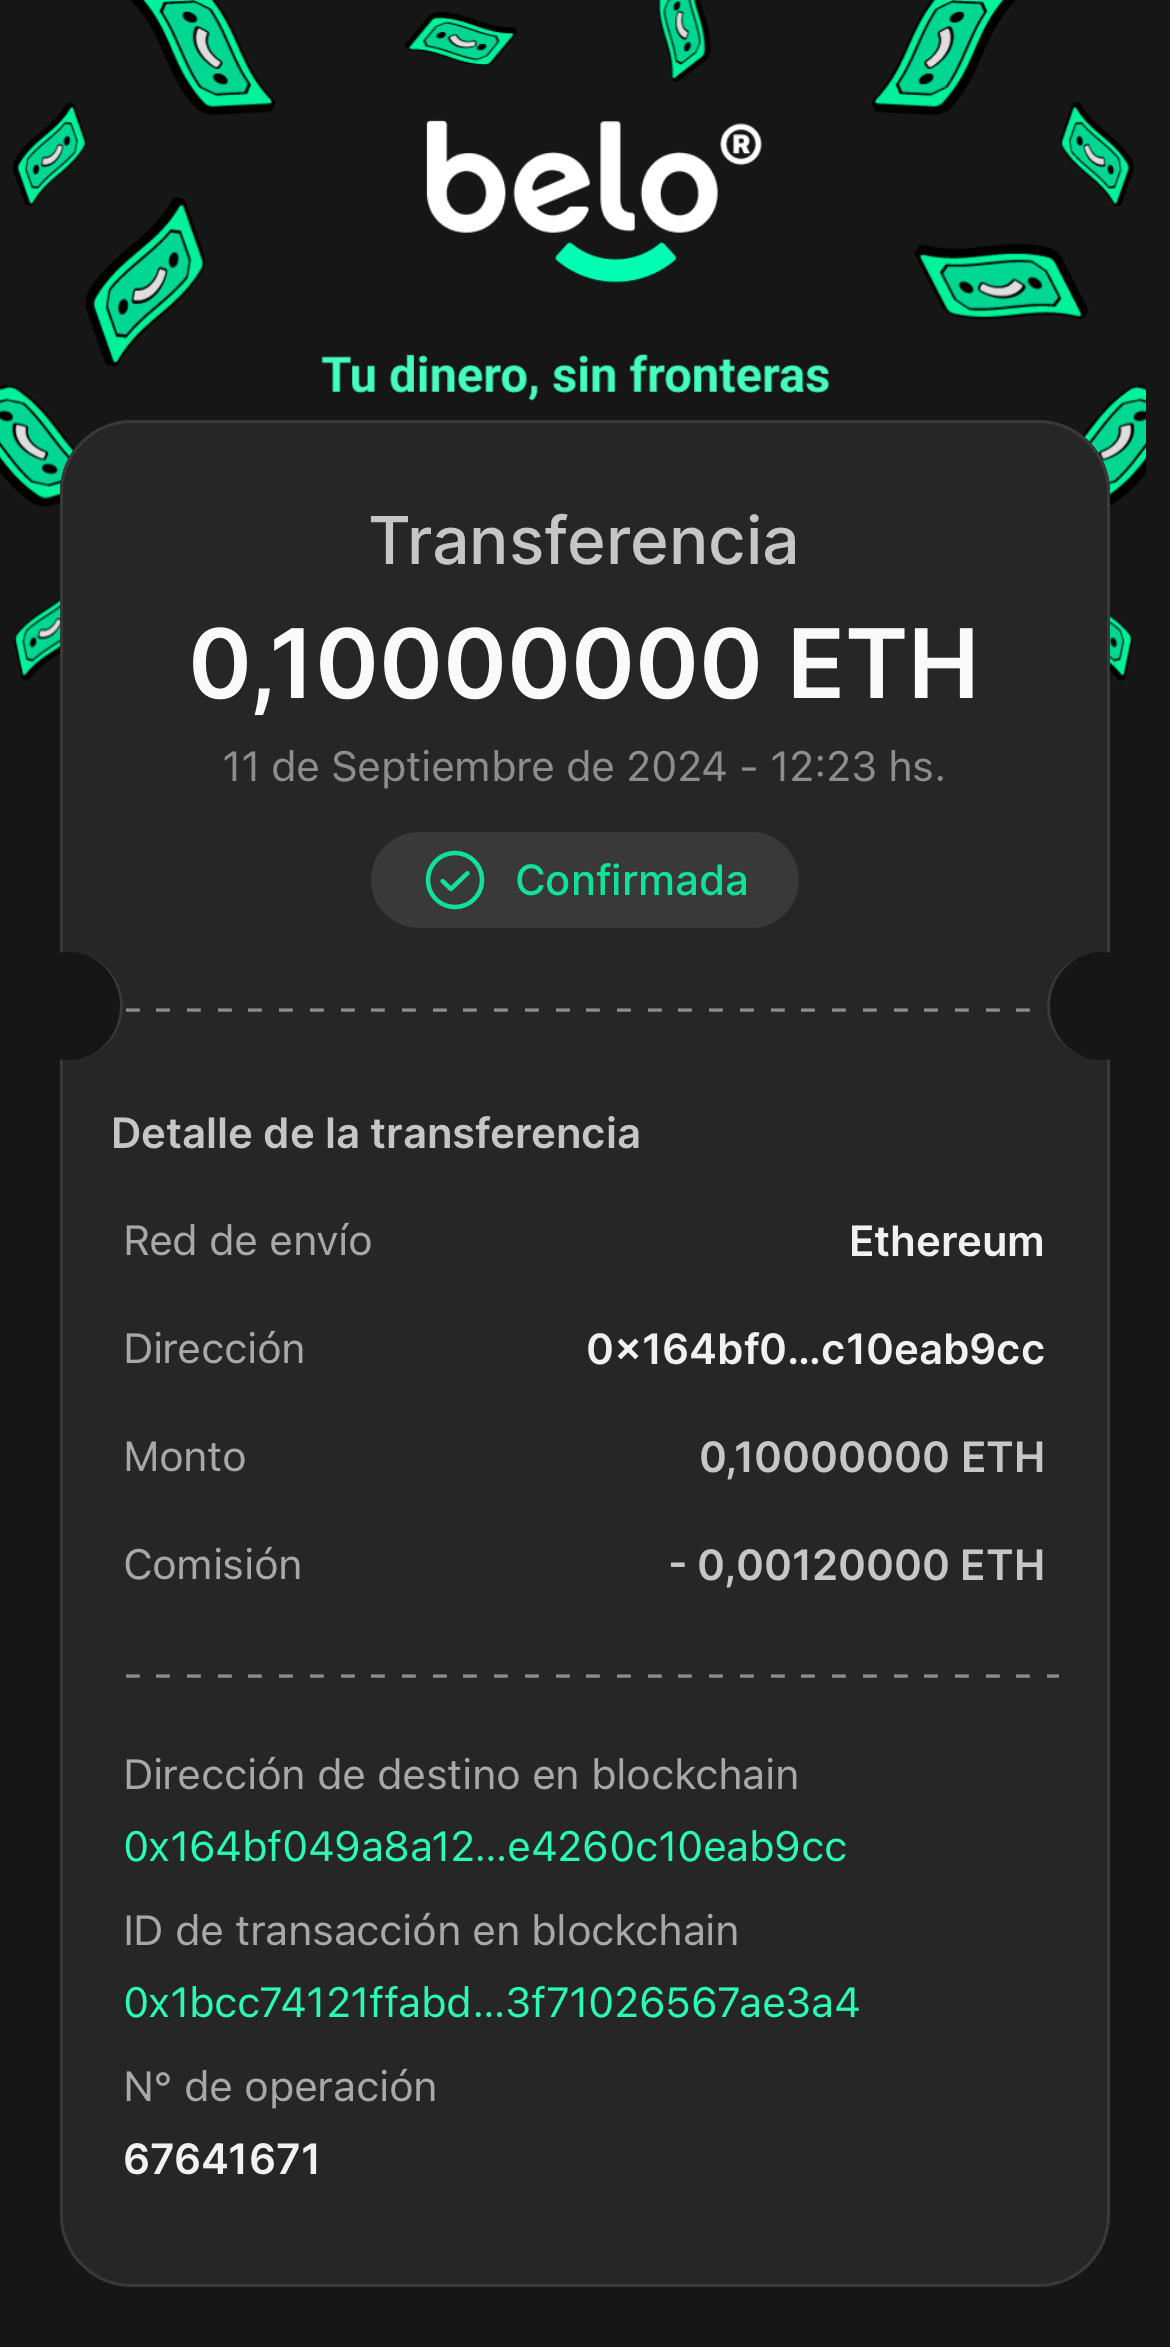 belo®
Tu dinero, sin fronteras
Transferencia
0,10000000 ETH
11 de Septiembre de 2024 - 12:23 hs.
Confirmada
Detalle de la transferencia
Red de envío Ethereum
Dirección 0×164bf0...c10eab9cc
Monto 0,10000000 ETH
Comisión - 0,00120000 ETH
Dirección de destino en blockchain
0x164bf049a8a12...e4260c10eab9cc
ID de transacción en blockchain
0x1bcc74121ffabd...3f71026567ae3a4
N° de operación
67641671